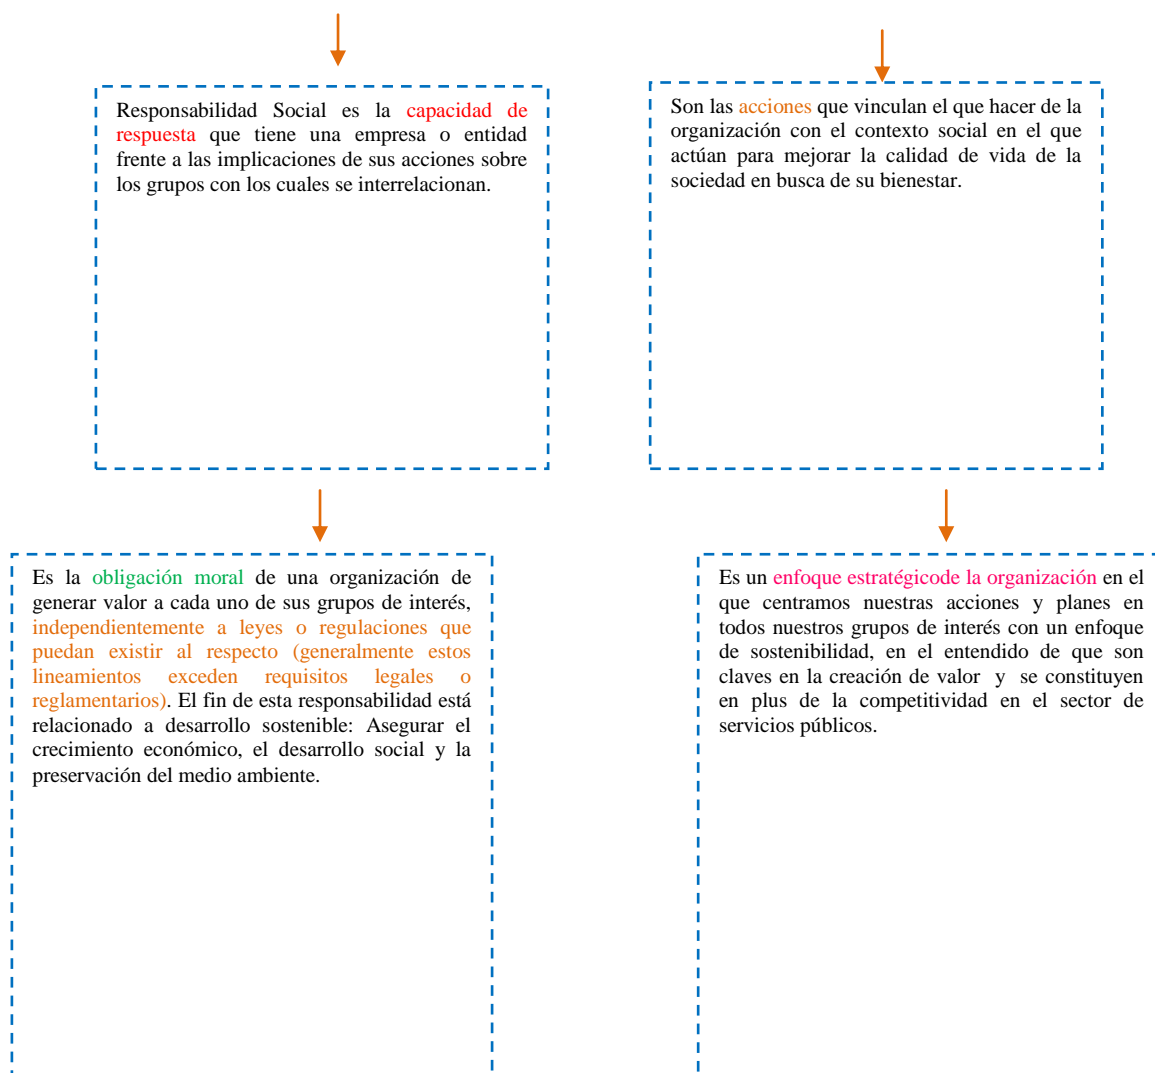 Responsabilidad Social es la capacidad de
respuesta que tiene una empresa o entidad
frente a las implicaciones de sus acciones sobre
los grupos con los cuales se interrelacionan.
Son las acciones que vinculan el que hacer de la
organización con el contexto social en el que
actúan para mejorar la calidad de vida de la
sociedad en busca de su bienestar.
Es la obligación moral de una organización de
generar valor a cada uno de sus grupos de interés,
independientemente a leyes o regulaciones que
puedan existir al respecto (generalmente estos
lineamientos exceden requisitos legales o
reglamentarios). El fin de esta responsabilidad está
relacionado a desarrollo sostenible: Asegurar el
crecimiento económico, el desarrollo social y la
preservación del medio ambiente.
Es un enfoque estratégicode la organización en el
que centramos nuestras acciones y planes en
todos nuestros grupos de interés con un enfoque
de sostenibilidad, en el entendido de que son
claves en la creación de valor y se constituyen
en plus de la competitividad en el sector de
servicios públicos.